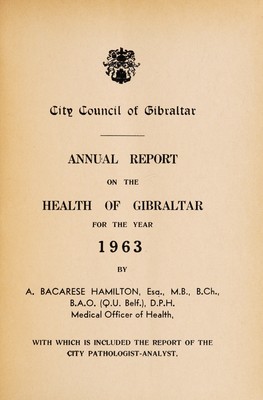 City Council of Gibraltar
ANNUAL REPORT
ON THE
HEALTH OF GIBRALTAR
FOR THE YEAR
1963
BY
A. BACARESE HAMILTON, Esq., M.B., B.Ch.,
B.A.O. (Q.U. Belf.), D.P.H.
Medical Officer of Health,
WITH WHICH IS INCLUDED THE REPORT OF THE
CITY PATHOLOGIST-ANALYST.